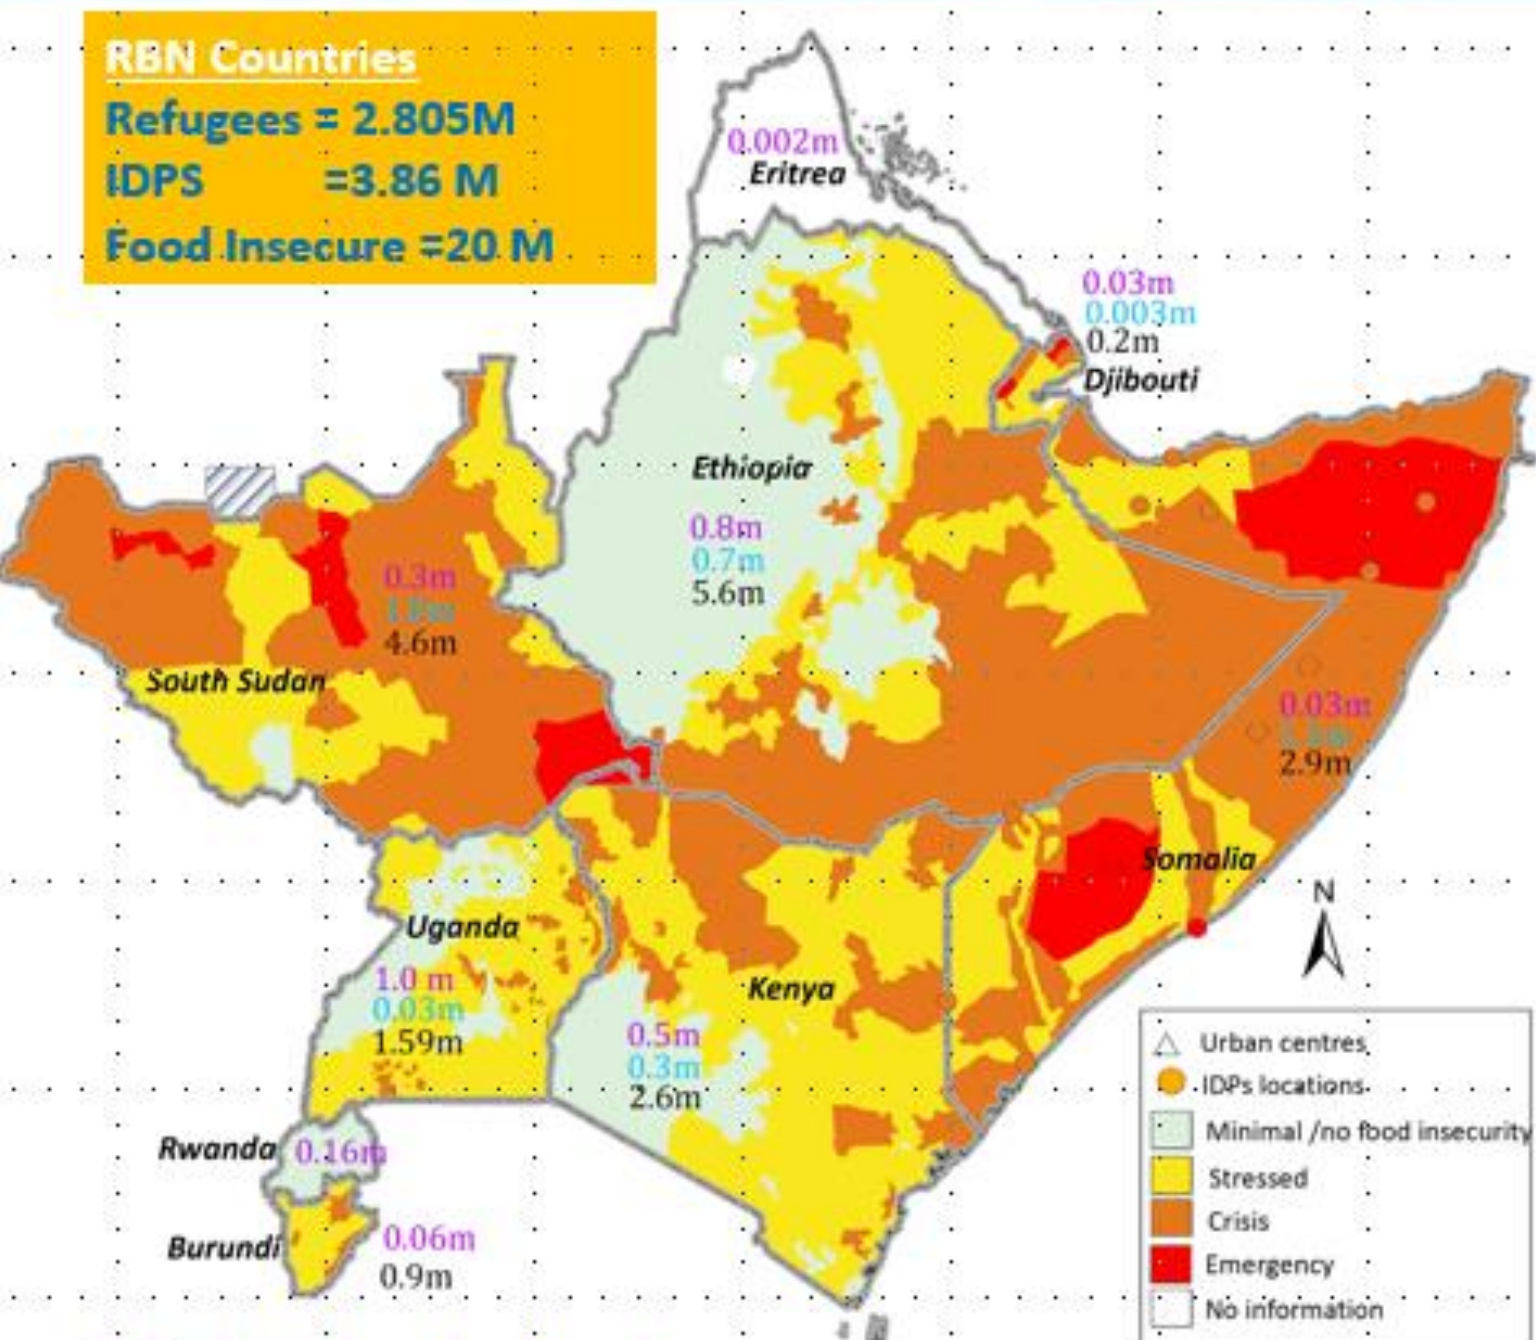 RBN Countries
Refugees = 2.805M
IDPS =3.86 M
Food Insecure =20 M
0.002m
Eritrea
0.03m
0.003m
0.2m
Djibouti
Ethiopia
0.8m
0.7m
5.6m
0.3m
4.6m
South Sudan
0.03m
2.9m
Somalia
Uganda
1.0 m
0.03m
1.59m
Kenya
0.5m
0.3m
2.6m
Rwanda
0.16m
Burundi
0.06m
0.9m
N
Urban centres
IDPs locations
Minimal /no food insecurity
Stressed
Crisis
Emergency
No information